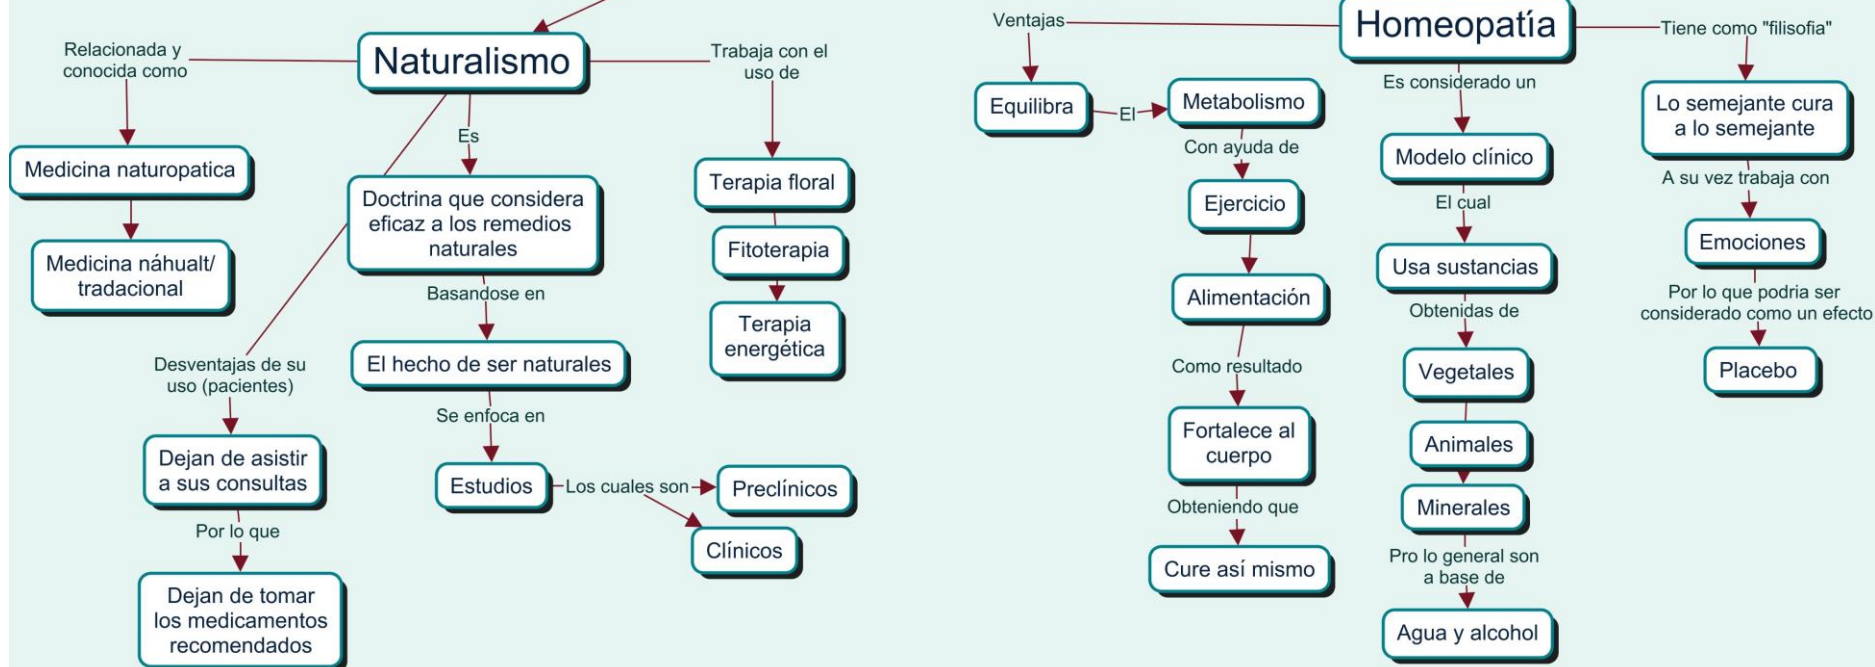 Naturalismo
Relacionada y
conocida como
Medicina naturopatica
Medicina náhualt/
tradacional
Desventajas de su
uso (pacientes)
Dejan de asistir
a sus consultas
Por lo que
Dejan de tomar
los medicamentos
recomendados
Es
Doctrina que considera
eficaz a los remedios
naturales
Basandose en
El hecho de ser naturales
Se enfoca en
Estudios
Los cuales son
Preclínicos
Clínicos
Trabaja con el
uso de
Terapia floral
Fitoterapia
Terapia
energética
Homeopatía
Ventajas
Equilibra
El
Metabolismo
Con ayuda de
Ejercicio
Alimentación
Como resultado
Fortalece al
cuerpo
Obteniendo que
Cure así mismo
Es considerado un
Modelo clínico
El cual
Usa sustancias
Obtenidas de
Vegetales
Animales
Minerales
Pro lo general son
a base de
Agua y alcohol
Tiene como "filisofia"
Lo semejante cura
a lo semejante
A su vez trabaja con
Emociones
Por lo que podria ser
considerado como un efecto
Placebo